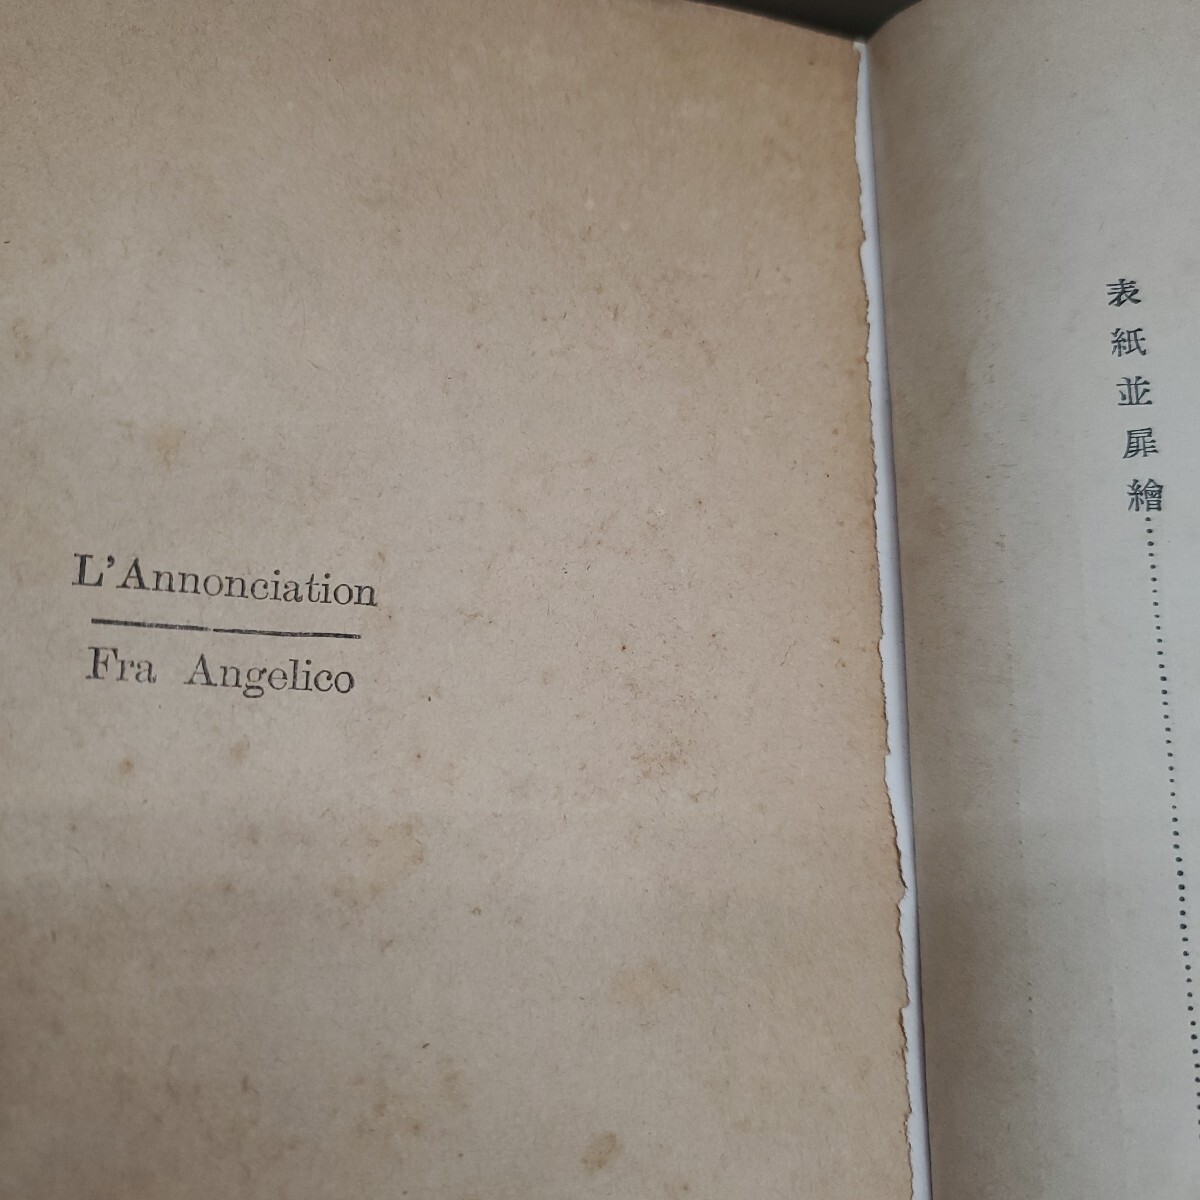 L'Annonciation
Fra Angelico
表紙並扉繪